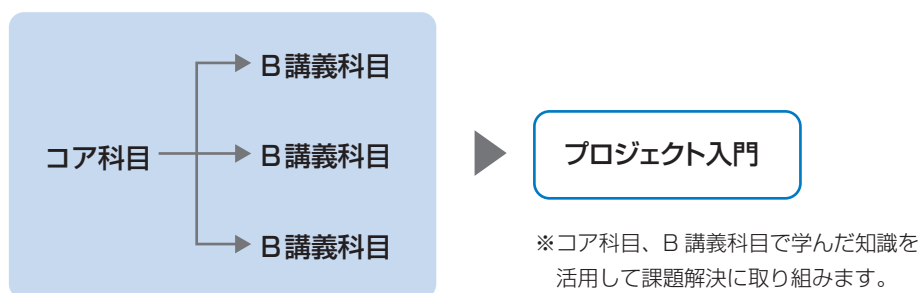 B講義科目
コア科目
B講義科目
B講義科目
プロジェクト入門
※コア科目、B 講義科目で学んだ知識を
活用して課題解決に取り組みます。